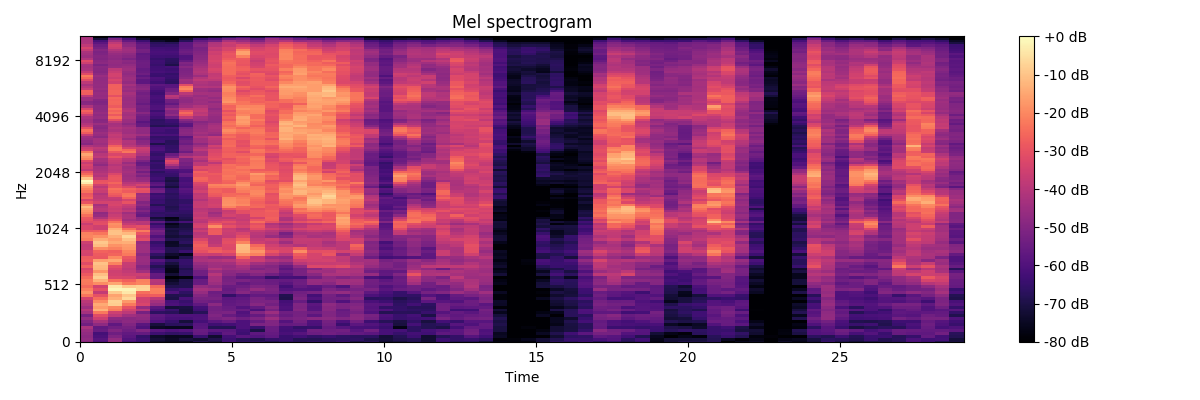 Mel spectrogram
8192
4096
2048
1024
512
0
Hz
0 5 10 15 20 25
Time
+0 dB
-10 dB
-20 dB
-30 dB
-40 dB
-50 dB
-60 dB
-70 dB
-80 dB